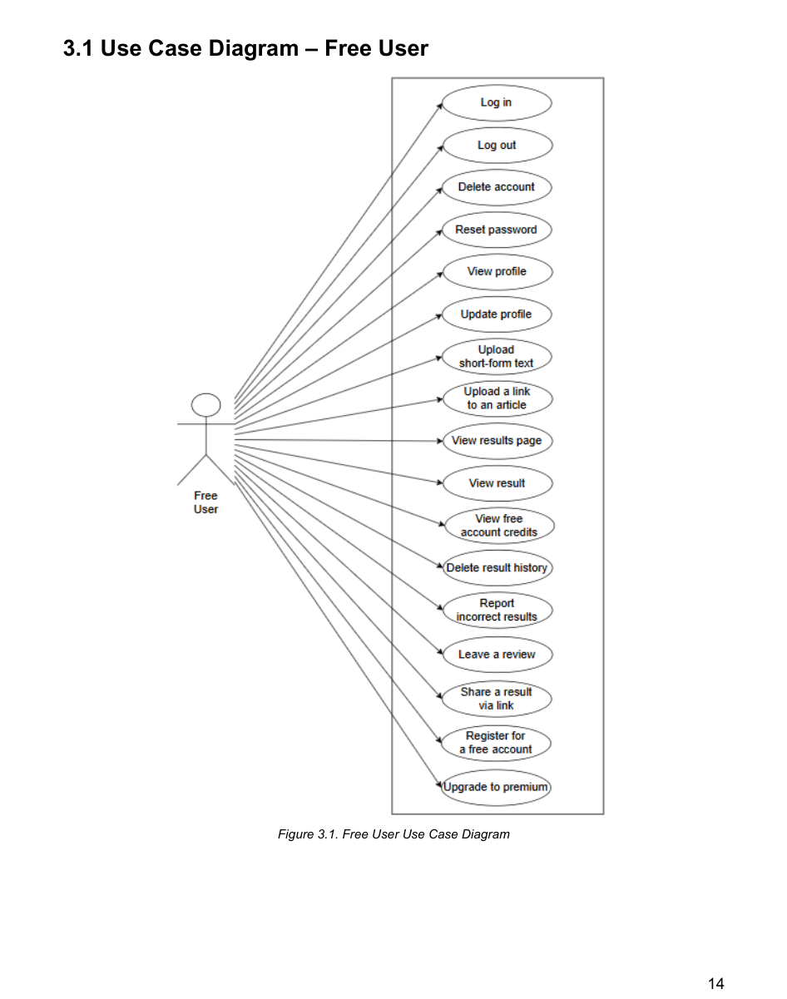 3.1 Use Case Diagram – Free User
Log in
Log out
Delete account
Reset password
View profile
Update profile
Upload
short-form text
Upload a link
to an article
View results page
View result
Free
User
View free
account credits
Delete result history
Report
incorrect results
Leave a review
Share a result
via link
Register for
a free account
Upgrade to premium
Figure 3.1. Free User Use Case Diagram
14